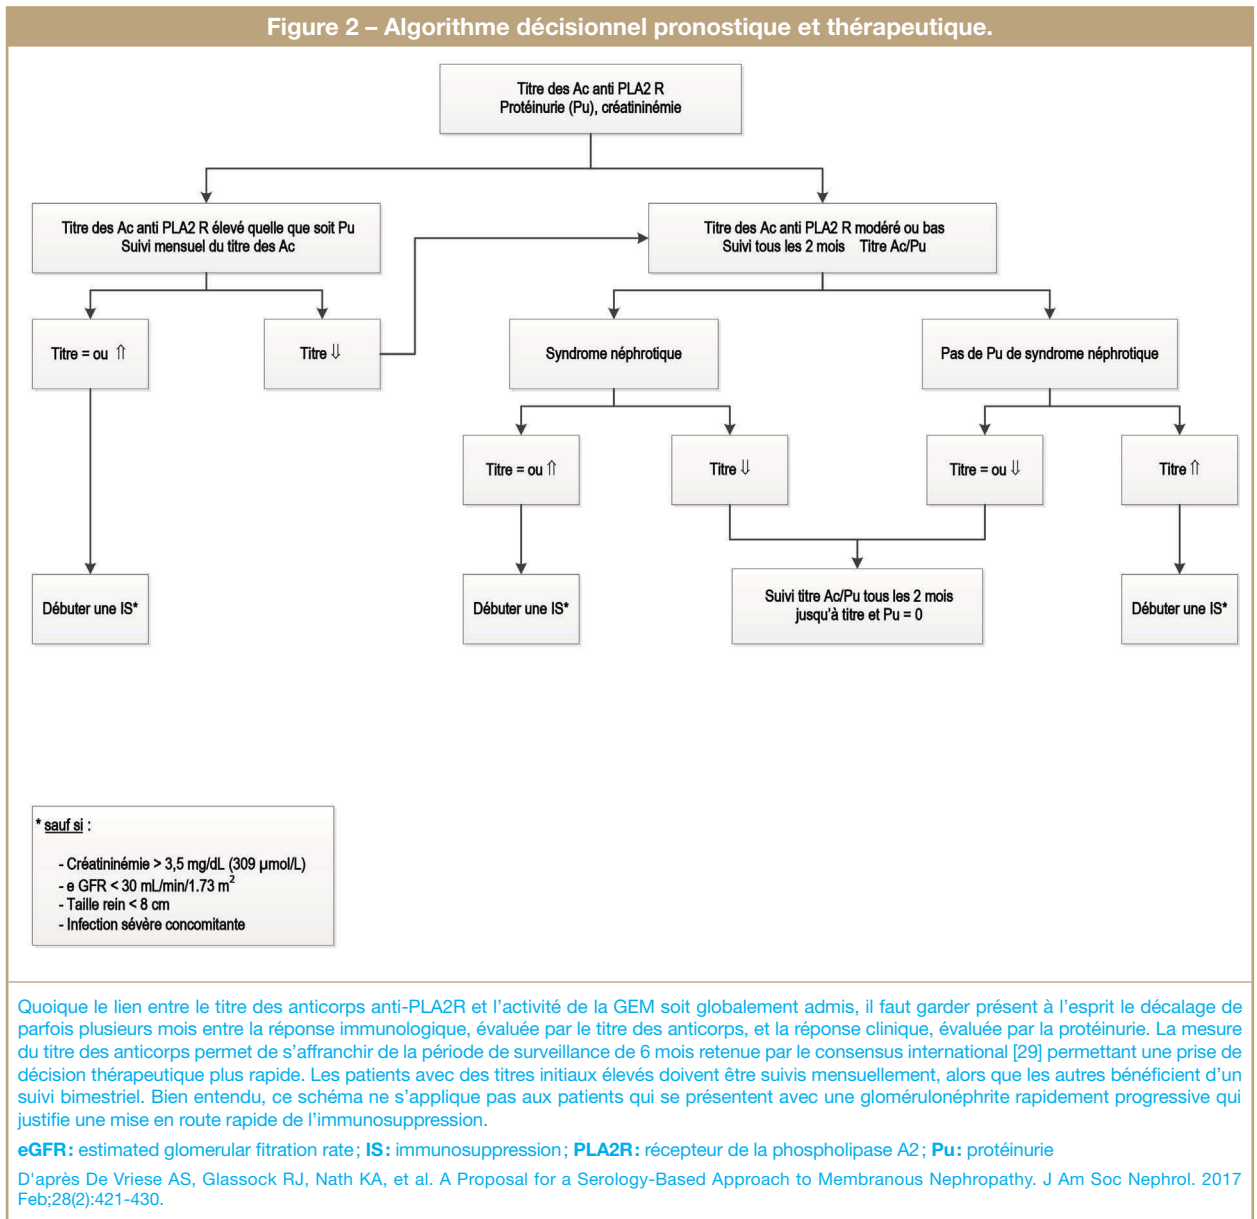 Figure 2 – Algorithme décisionnel pronostique et thérapeutique.
Titre des Ac anti PLA2 R
Protéinurie (Pu), créatininémie
Titre des Ac anti PLA2 R élevé quelle que soit Pu
Suivi mensuel du titre des Ac
Titre des Ac anti PLA2 R modéré ou bas
Suivi tous les 2 mois Titre Ac/Pu
Titre = ou ⇑
Titre ⇓
Syndrome néphrotique
Pas de Pu de syndrome néphrotique
Titre = ou ⇑
Titre ⇓
Titre = ou ⇓
Titre ⇑
Débuter une IS*
Débuter une IS*
Suivi titre Ac/Pu tous les 2 mois
jusqu'à titre et Pu = 0
Débuter une IS*
* sauf si :
- Créatininémie > 3,5 mg/dL (309 µmol/L)
- e GFR < 30 mL/min/1.73 m²
- Taille rein < 8 cm
- Infection sévère concomitante
Quoique le lien entre le titre des anticorps anti-PLA2R et l'activité de la GEM soit globalement admis, il faut garder présent à l'esprit le décalage de
parfois plusieurs mois entre la réponse immunologique, évaluée par le titre des anticorps, et la réponse clinique, évaluée par la protéinurie. La mesure
du titre des anticorps permet de s'affranchir de la période de surveillance de 6 mois retenue par le consensus international [29] permettant une prise de
décision thérapeutique plus rapide. Les patients avec des titres initiaux élevés doivent être suivis mensuellement, alors que les autres bénéficient d'un
suivi bimestriel. Bien entendu, ce schéma ne s'applique pas aux patients qui se présentent avec une glomérulonéphrite rapidement progressive qui
justifie une mise en route rapide de l'immunosuppression.
eGFR : estimated glomerular fitration rate ; IS : immunosuppression ; PLA2R : récepteur de la phospholipase A2 ; Pu : protéinurie
D'après De Vriese AS, Glassock RJ, Nath KA, et al. A Proposal for a Serology-Based Approach to Membranous Nephropathy. J Am Soc Nephrol. 2017
Feb;28(2):421-430.